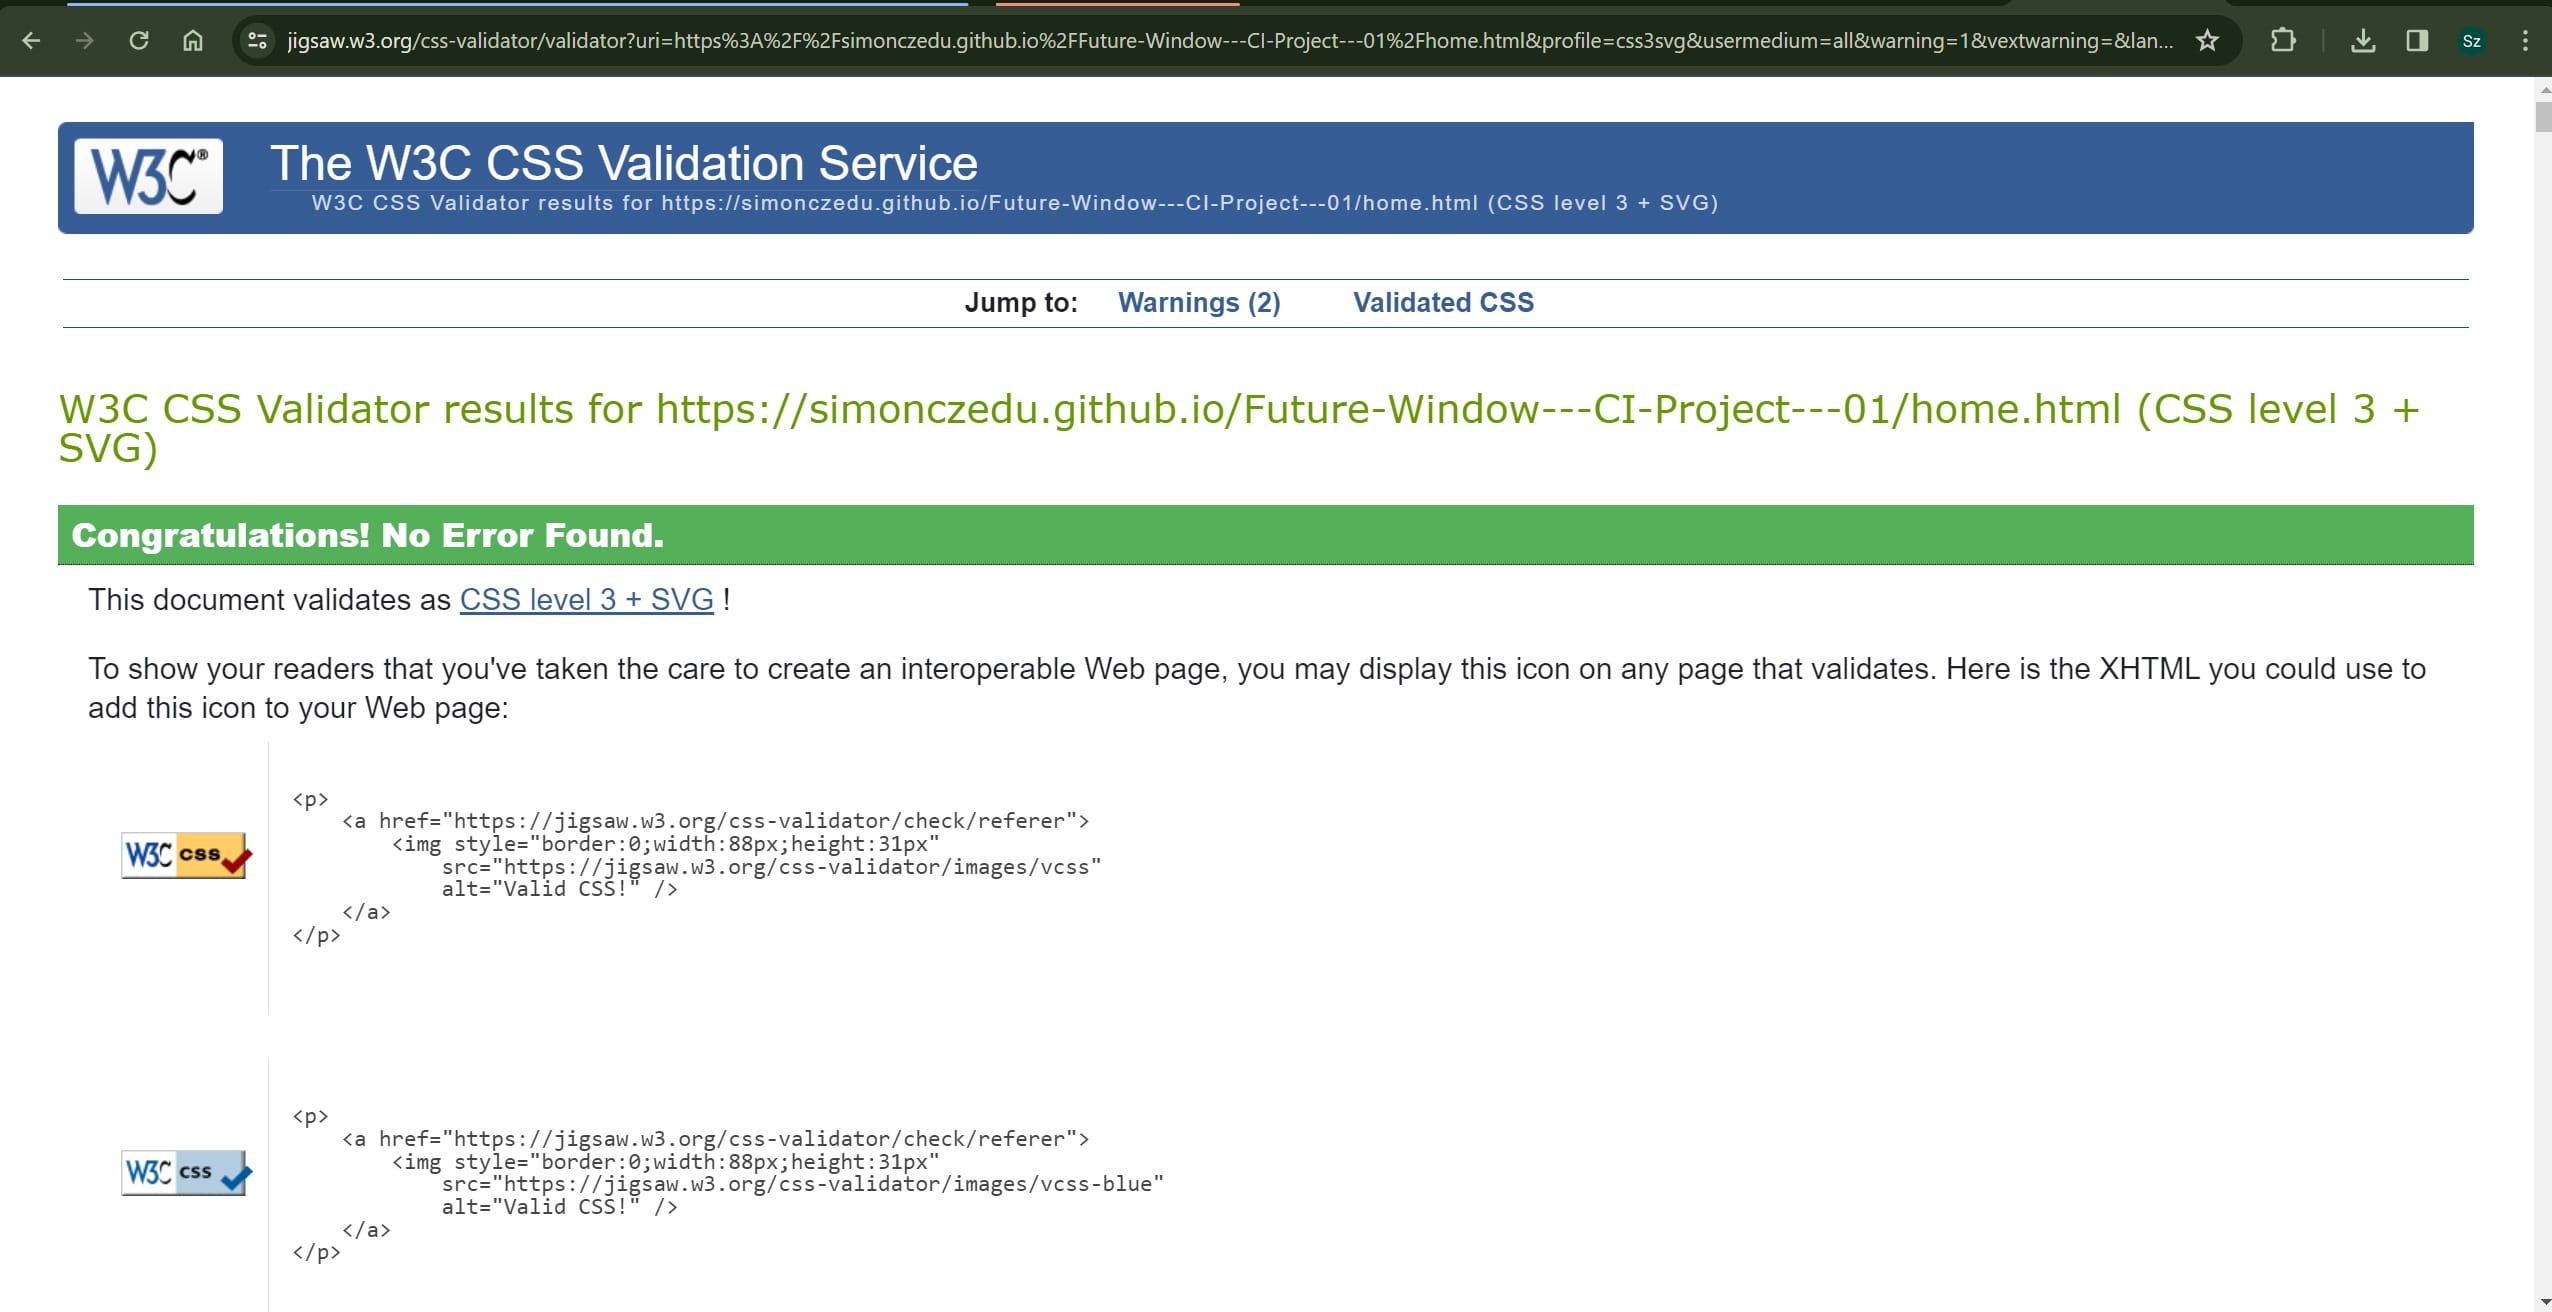 jigsaw.w3.org/css-validator/validator?uri=https%3A%2F%2Fsimonczedu.github.io%2FFuture-Window---CI-Project---01%2Fhome.html&profile=css3svg&usermedium=all&warning=1&vextwarning=&lan...
Sz
W3C®
The W3C CSS Validation Service
W3C CSS Validator results for https://simonczedu.github.io/Future-Window---CI-Project---01/home.html (CSS level 3 + SVG)
Jump to: Warnings (2) Validated CSS
W3C CSS Validator results for https://simonczedu.github.io/Future-Window---CI-Project---01/home.html (CSS level 3 +
SVG)
Congratulations! No Error Found.
This document validates as CSS level 3 + SVG !
To show your readers that you've taken the care to create an interoperable Web page, you may display this icon on any page that validates. Here is the XHTML you could use to
add this icon to your Web page:
W3C css
<p>
<a href="https://jigsaw.w3.org/css-validator/check/referer">
<img style="border:0;width:88px;height:31px"
src="https://jigsaw.w3.org/css-validator/images/vcss"
alt="Valid CSS!" />
</a>
</p>
W3C css
<p>
<a href="https://jigsaw.w3.org/css-validator/check/referer">
<img style="border:0;width:88px;height:31px"
src="https://jigsaw.w3.org/css-validator/images/vcss-blue"
alt="Valid CSS!" />
</a>
</p>